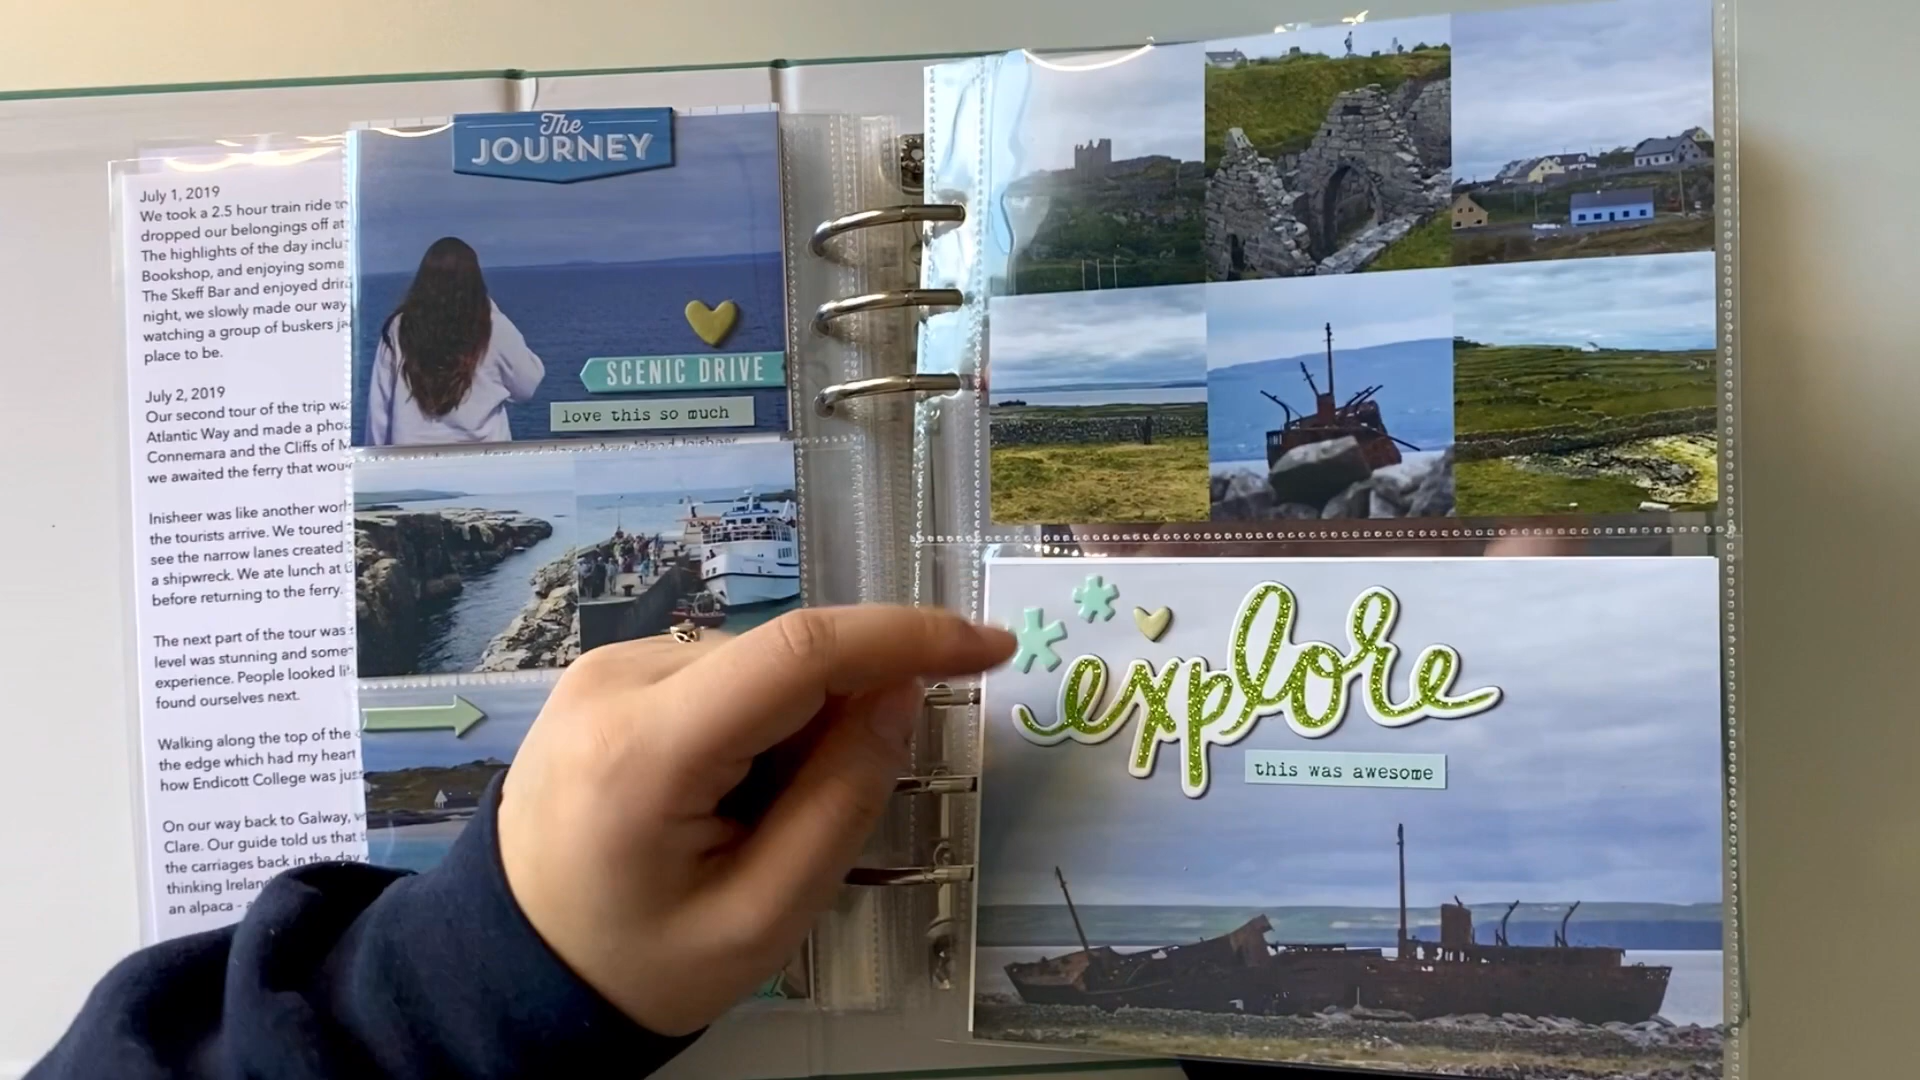 July 1, 2019
We took a 2.5 hour train ride to
dropped our belongings off at
The highlights of the day inclu
Bookshop, and enjoying some
The Skeff Bar and enjoyed drin
night, we slowly made our way
watching a group of buskers ja
place to be.
July 2, 2019
Our second tour of the trip wa
Atlantic Way and made a phot
Connemara and the Cliffs of M
we awaited the ferry that wou
Inisheer was like another worl
the tourists arrive. We toured
see the narrow lanes created
a shipwreck. We ate lunch at
before returning to the ferry.
The next part of the tour was
level was stunning and some
experience. People looked li
found ourselves next.
Walking along the top of the
the edge which had my heart
how Endicott College was jus
On our way back to Galway,
Clare. Our guide told us that
the carriages back in the day
thinking Ireland
an alpaca -
The
JOURNEY
SCENIC DRIVE
love this so much
explore
this was awesome